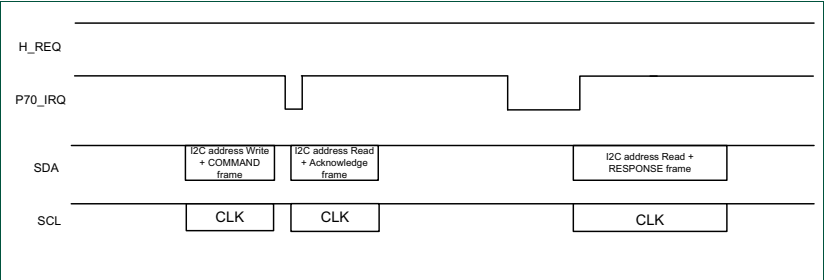 H_REQ
P70_IRQ
SDA
I2C address Write
+ COMMAND
frame
I2C address Read
+ Acknowledge
frame
I2C address Read +
RESPONSE frame
SCL
CLK
CLK
CLK